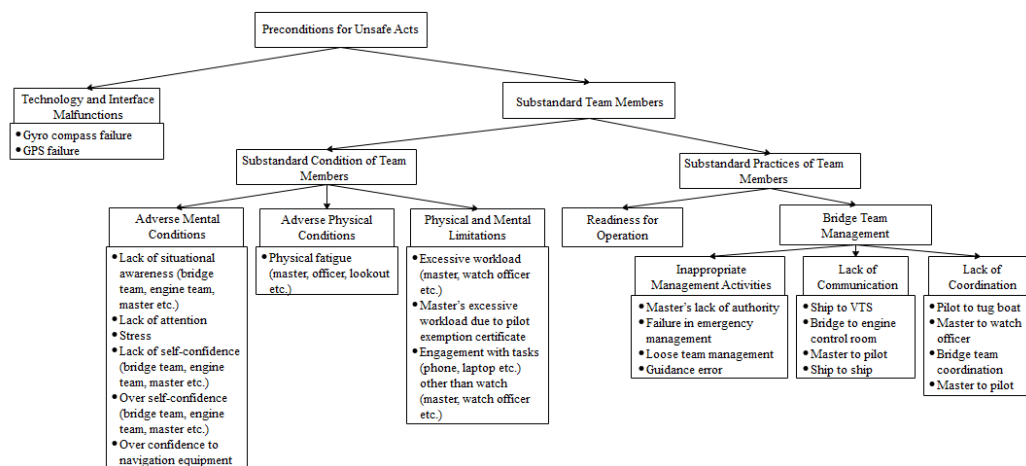 Preconditions for Unsafe Acts
Technology and Interface
Malfunctions
• Gyro compass failure
• GPS failure
Substandard Team Members
Substandard Condition of Team
Members
Substandard Practices of Team
Members
Adverse Mental
Conditions
• Lack of situational
awareness (bridge
team, engine team,
master etc.)
• Lack of attention
• Stress
• Lack of self-confidence
(bridge team, engine
team, master etc.)
• Over self-confidence
(bridge team, engine
team, master etc.)
• Over confidence to
navigation equipment
Adverse Physical
Conditions
• Physical fatigue
(master, officer, lookout
etc.)
Physical and Mental
Limitations
• Excessive workload
(master, watch officer
etc.)
• Master's excessive
workload due to pilot
exemption certificate
• Engagement with tasks
(phone, laptop etc.)
other than watch
(master, watch officer
etc.)
Readiness for
Operation
Bridge Team
Management
Inappropriate
Management Activities
• Master's lack of authority
• Failure in emergency
management
• Loose team management
• Guidance error
Lack of
Communication
• Ship to VTS
• Bridge to engine
control room
• Master to pilot
• Ship to ship
Lack of
Coordination
• Pilot to tug boat
• Master to watch
officer
• Bridge team
coordination
• Master to pilot